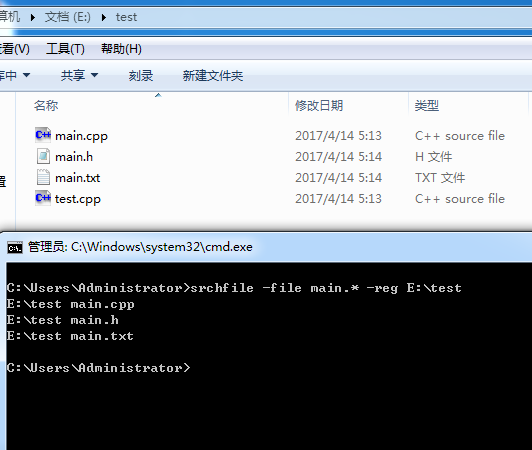 算机 ▸ 文档 (E:) ▸ test
查看(V) 工具(T) 帮助(H)
库中 ▼ 共享 ▼ 刻录 新建文件夹
名称 修改日期 类型
main.cpp 2017/4/14 5:13 C++ source file
main.h 2017/4/14 5:14 H 文件
main.txt 2017/4/14 5:14 TXT 文件
test.cpp 2017/4/14 5:13 C++ source file
置
管理员: C:\Windows\system32\cmd.exe
C:\Users\Administrator>srchfile -file main.* -reg E:\test
E:\test main.cpp
E:\test main.h
E:\test main.txt
C:\Users\Administrator>